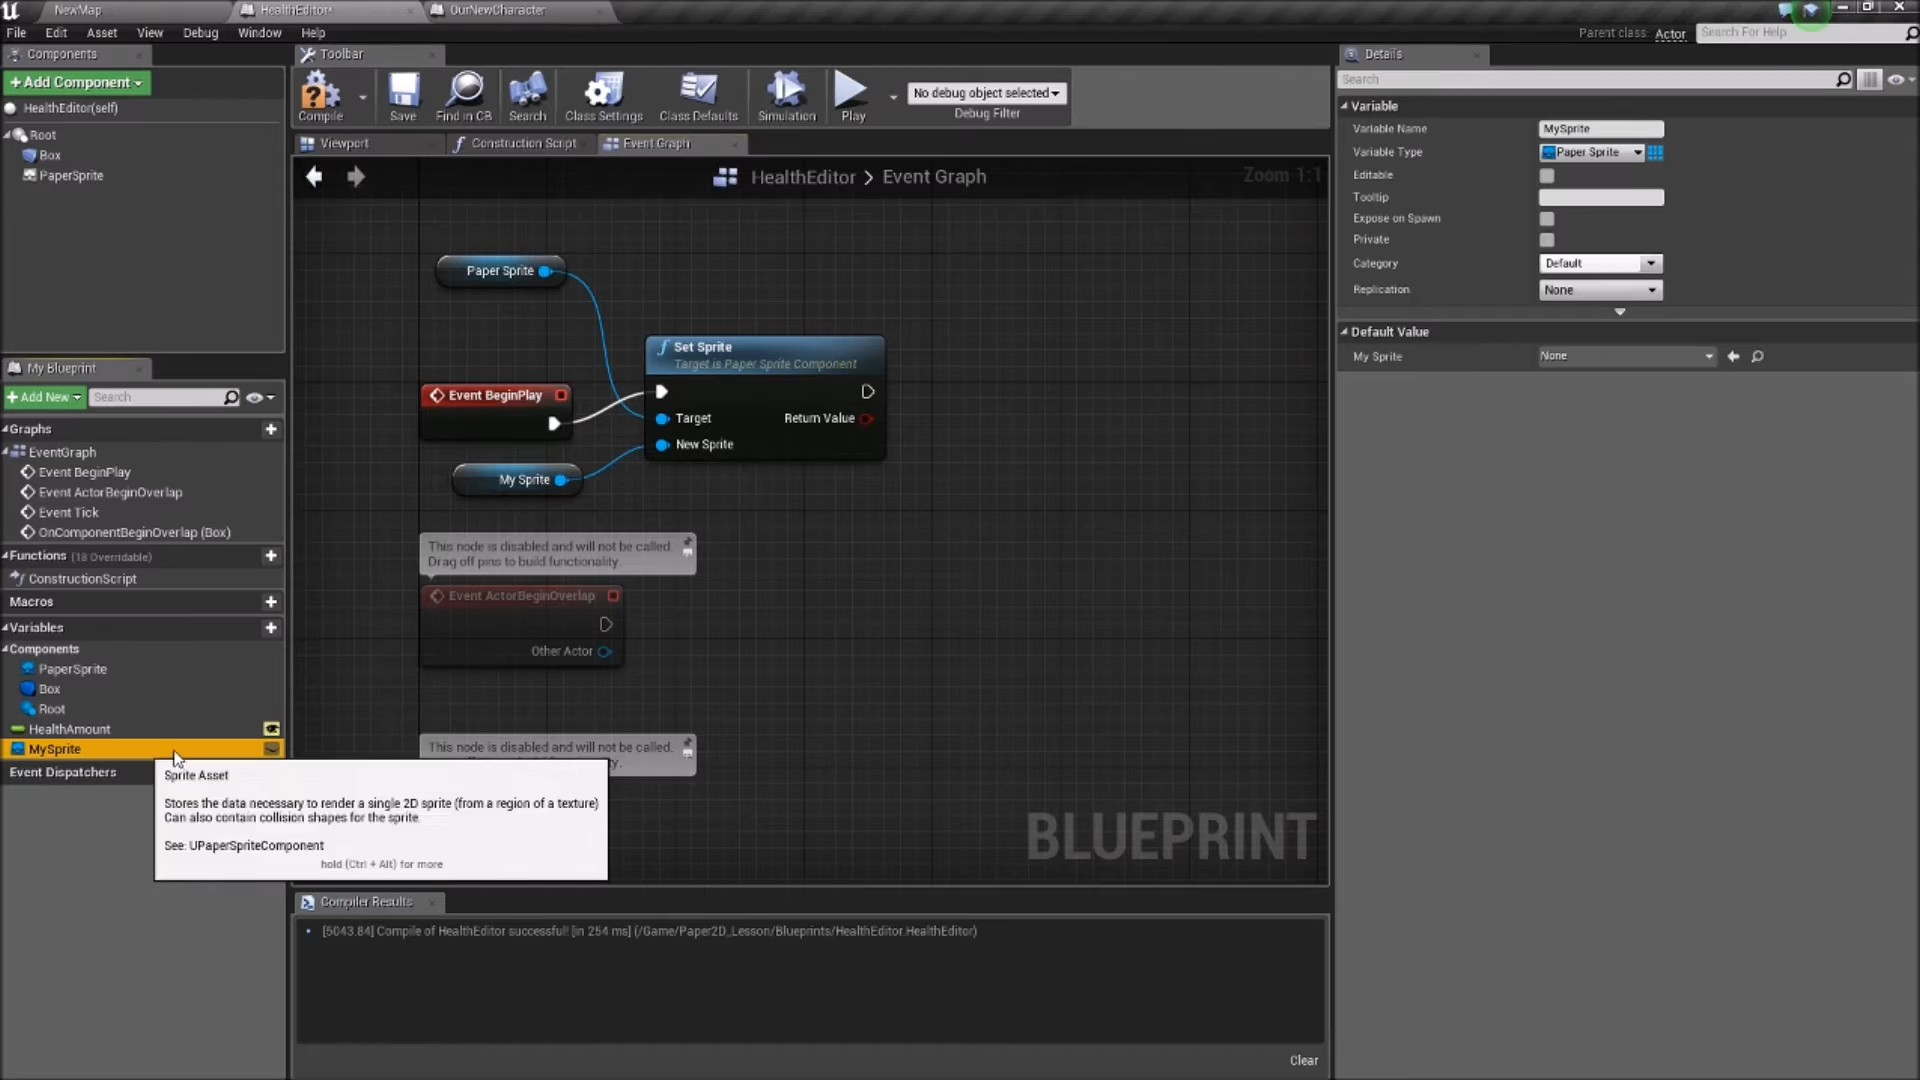 NewMap
HealthEditor*
OurNewCharacter
File Edit Asset View Debug Window Help
Parent class: Actor
Search For Help
Components
+ Add Component
HealthEditor(self)
Root
Box
PaperSprite
My Blueprint
+ Add New
Search
Graphs
EventGraph
Event BeginPlay
Event ActorBeginOverlap
Event Tick
OnComponentBeginOverlap (Box)
Functions (18 Overridable)
ConstructionScript
Macros
Variables
Components
PaperSprite
Box
Root
HealthAmount
MySprite
Event Dispatchers
Toolbar
Compile Save Find in CB Search Class Settings Class Defaults Simulation Play
No debug object selected
Debug Filter
Viewport
Construction Script
Event Graph
HealthEditor > Event Graph
Zoom 1:1
Paper Sprite
Set Sprite
Target is Paper Sprite Component
Event BeginPlay
Target
Return Value
New Sprite
My Sprite
This node is disabled and will not be called.
Drag off pins to build functionality.
Event ActorBeginOverlap
Other Actor
This node is disabled and will not be called.
Sprite Asset
Stores the data necessary to render a single 2D sprite (from a region of a texture)
Can also contain collision shapes for the sprite.
See: UPaperSpriteComponent
hold (Ctrl + Alt) for more
BLUEPRINT
Compiler Results
[5043.84] Compile of HealthEditor successful! [in 254 ms] (/Game/Paper2D_Lesson/Blueprints/HealthEditor.HealthEditor)
Clear
Details
Search
Variable
Variable Name MySprite
Variable Type Paper Sprite
Editable
Tooltip
Expose on Spawn
Private
Category Default
Replication None
Default Value
My Sprite None